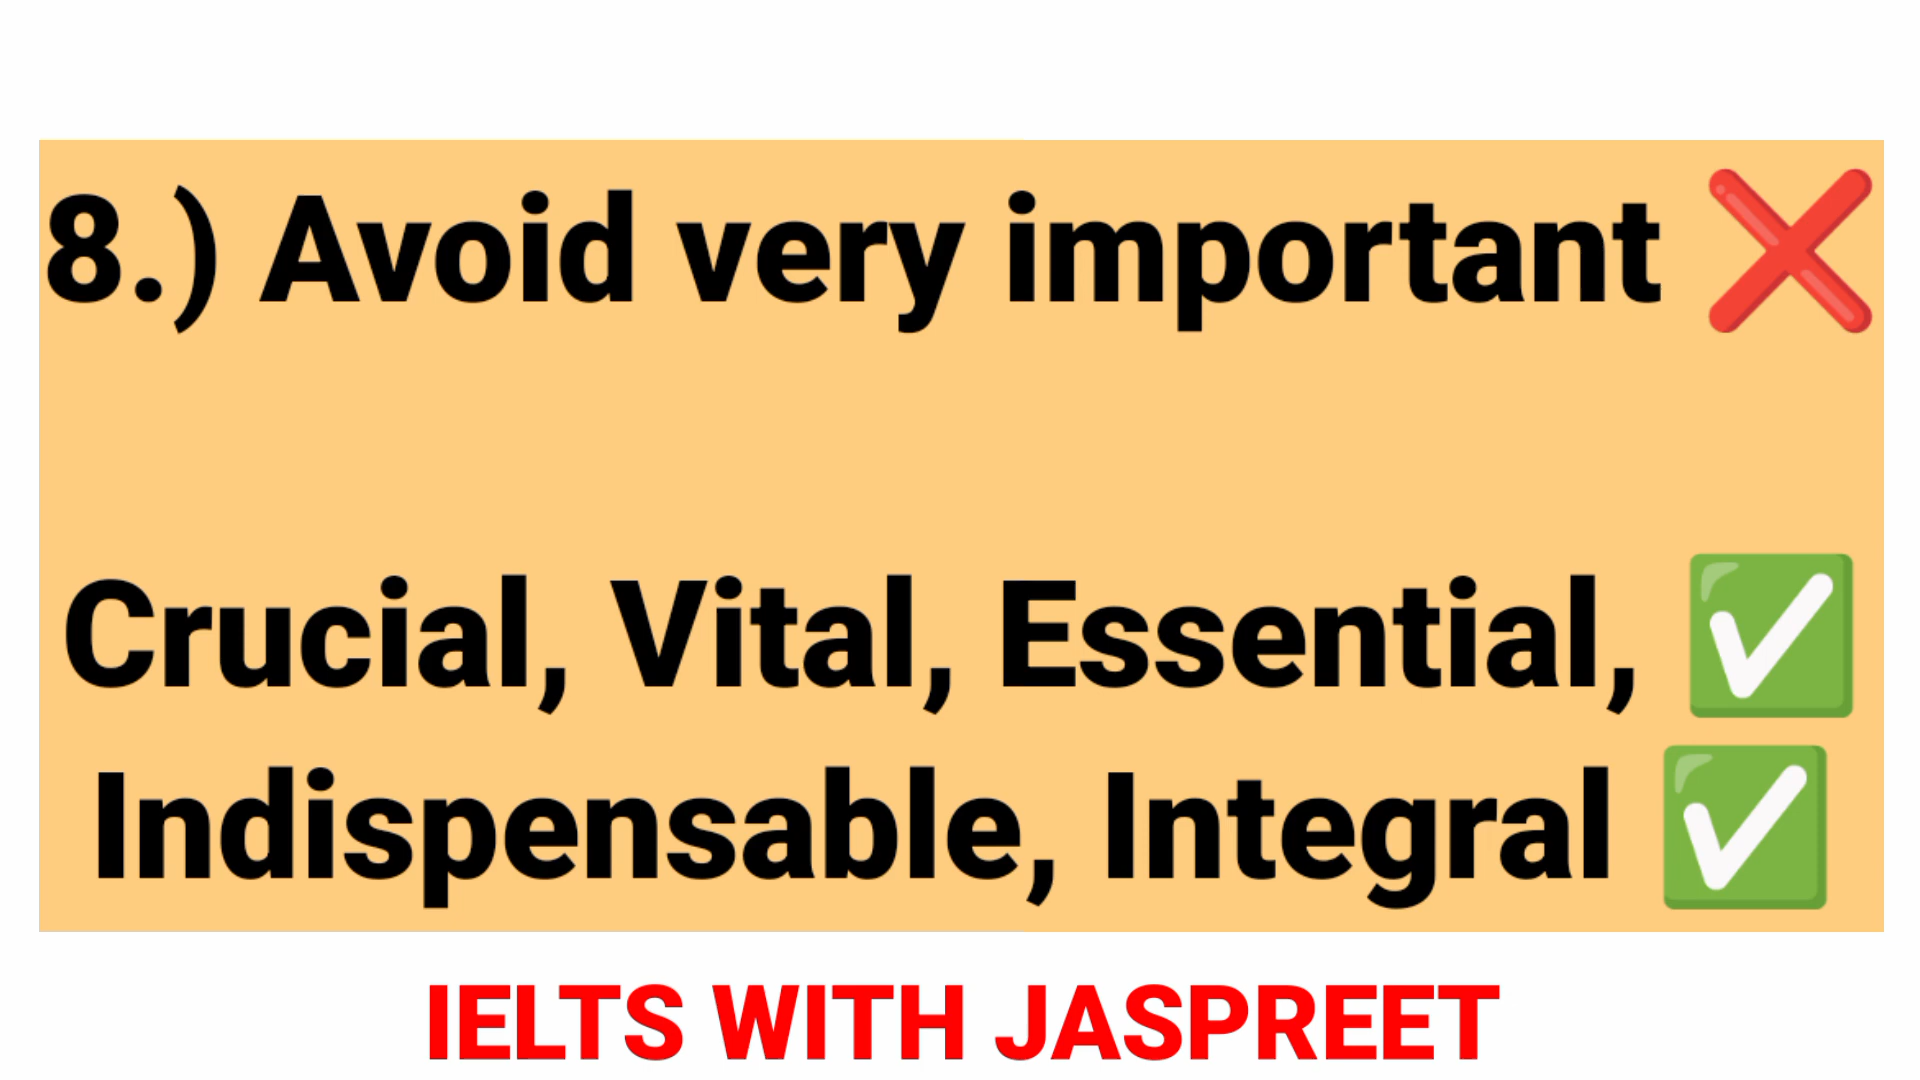 8.) Avoid very important ❌
Crucial, Vital, Essential, ✅
Indispensable, Integral ✅
IELTS WITH JASPREET